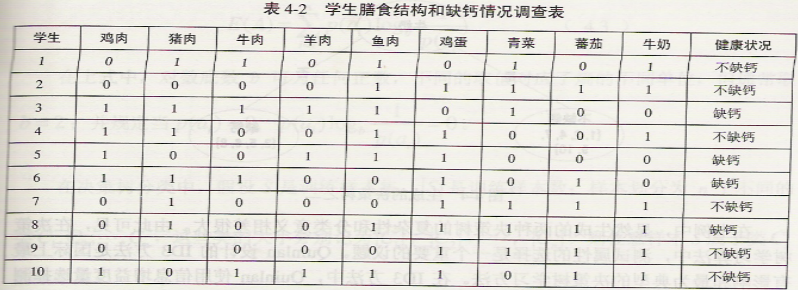 表 4-2 学生膳食结构和缺钙情况调查表
学生 鸡肉 猪肉 牛肉 羊肉 鱼肉 鸡蛋 青菜 蕃茄 牛奶 健康状况
1 0 1 1 0 1 0 1 0 1 不缺钙
2 0 0 0 0 1 1 1 1 1 不缺钙
3 1 1 1 1 1 0 1 0 0 缺钙
4 1 1 0 0 1 1 0 0 1 不缺钙
5 1 0 0 1 1 1 0 0 0 缺钙
6 1 1 1 0 0 1 0 1 0 缺钙
7 0 1 0 0 0 1 1 1 1 不缺钙
8 0 1 0 0 0 1 1 1 1 缺钙
9 0 1 0 0 0 1 1 1 1 不缺钙
10 1 0 1 1 1 1 0 1 1 不缺钙